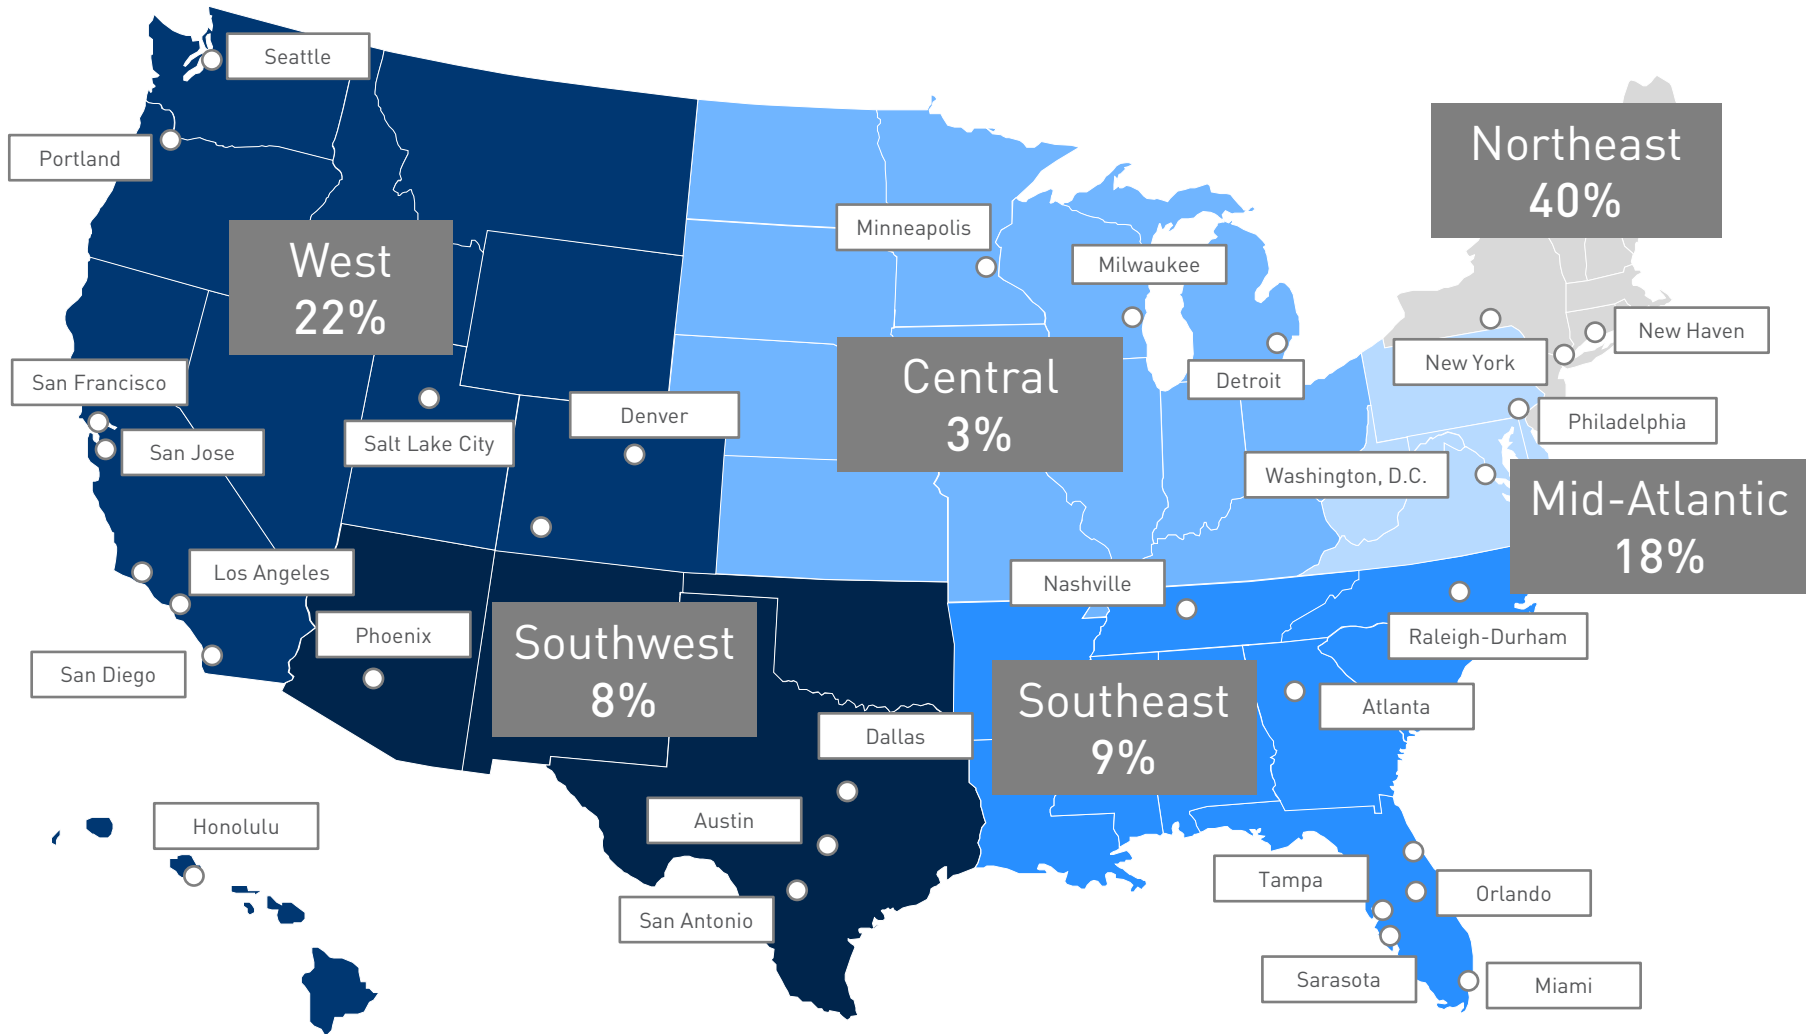 Seattle
Portland
Northeast
40%
West
22%
Minneapolis
Milwaukee
New Haven
New York
Central
3%
Detroit
San Francisco
Denver
Philadelphia
San Jose
Salt Lake City
Washington, D.C.
Mid-Atlantic
18%
Los Angeles
Nashville
Phoenix
Raleigh-Durham
San Diego
Southwest
8%
Southeast
9%
Atlanta
Dallas
Honolulu
Austin
Tampa
Orlando
San Antonio
Sarasota
Miami